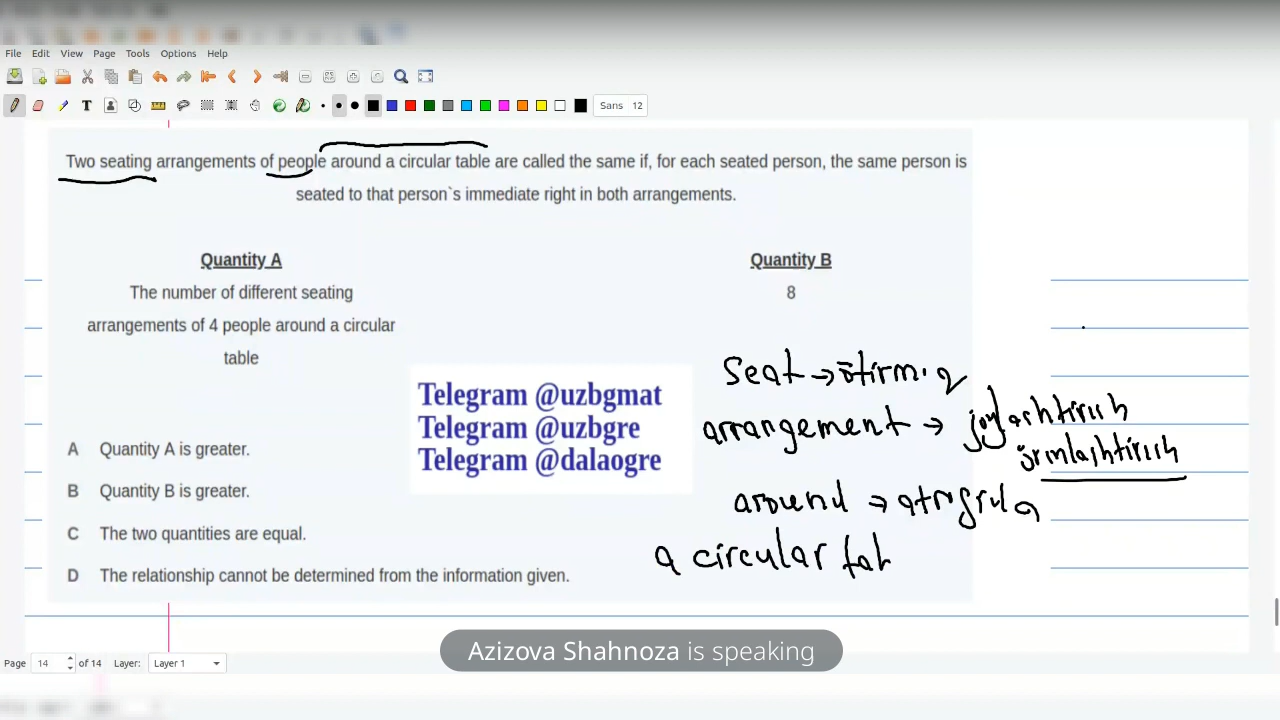 File Edit View Page Tools Options Help
T Sans 12
Two seating arrangements of people around a circular table are called the same if, for each seated person, the same person is
seated to that person`s immediate right in both arrangements.
Quantity A Quantity B
The number of different seating 8
arrangements of 4 people around a circular
table
seat → o'tirmoq
arrangement → joylashtirish
o'rinlashtirish
around → atrofida
a circular tab
Telegram @uzbgmat
Telegram @uzbgre
Telegram @dalaogre
A Quantity A is greater.
B Quantity B is greater.
C The two quantities are equal.
D The relationship cannot be determined from the information given.
Azizova Shahnoza is speaking
Page 14 of 14 Layer: Layer 1